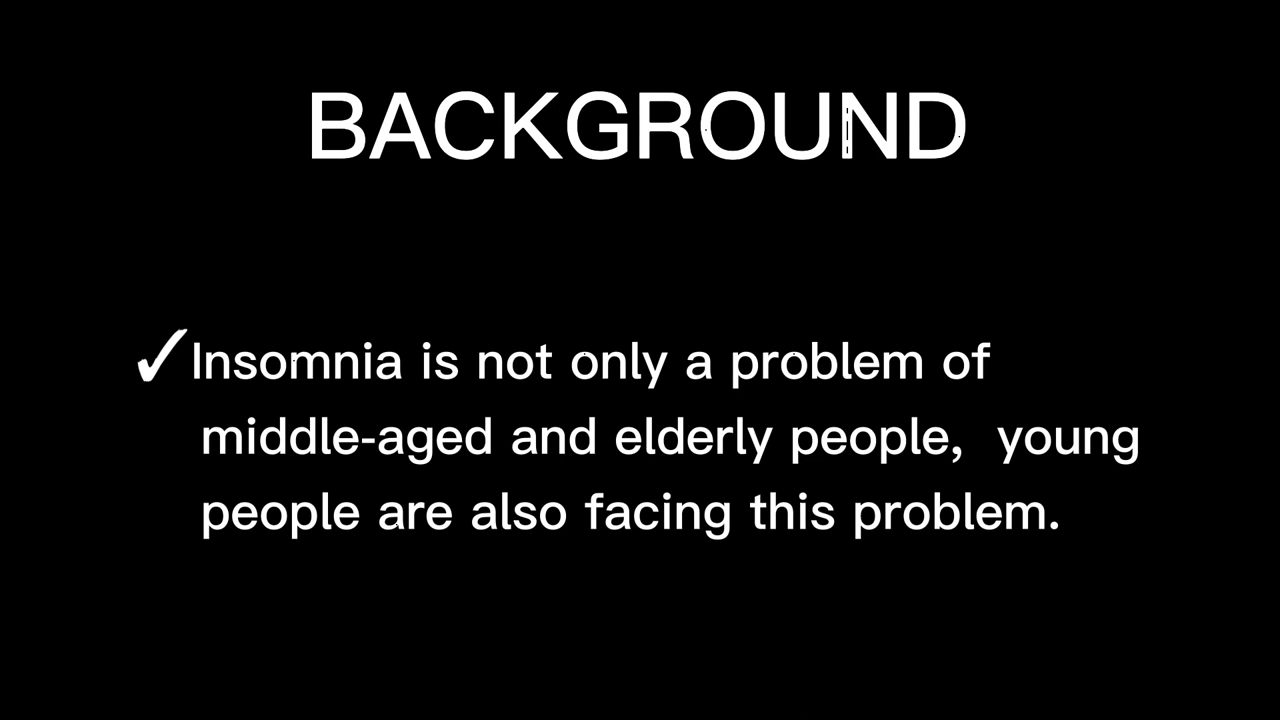 BACKGROUND
✓Insomnia is not only a problem of
middle-aged and elderly people,  young
people are also facing this problem.